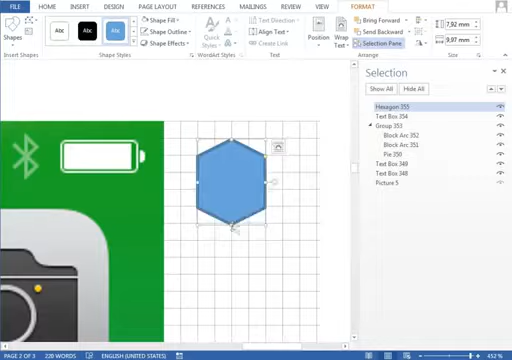 FILE HOME INSERT DESIGN PAGE LAYOUT REFERENCES MAILINGS REVIEW VIEW FORMAT
Shapes
Insert Shapes
Abc Abc Abc
Shape Fill
Shape Outline
Shape Effects
Shape Styles
Quick Styles
A
WordArt Styles
Text Direction
Align Text
Create Link
Text
Position
Wrap Text
Bring Forward
Send Backward
Selection Pane
Arrange
7,92 mm
9,97 mm
Size
Selection
Show All Hide All
Hexagon 355
Text Box 354
Group 353
Block Arc 352
Block Arc 351
Pie 350
Text Box 349
Text Box 348
Picture 5
PAGE 2 OF 3 229 WORDS ENGLISH (UNITED STATES) 452 %